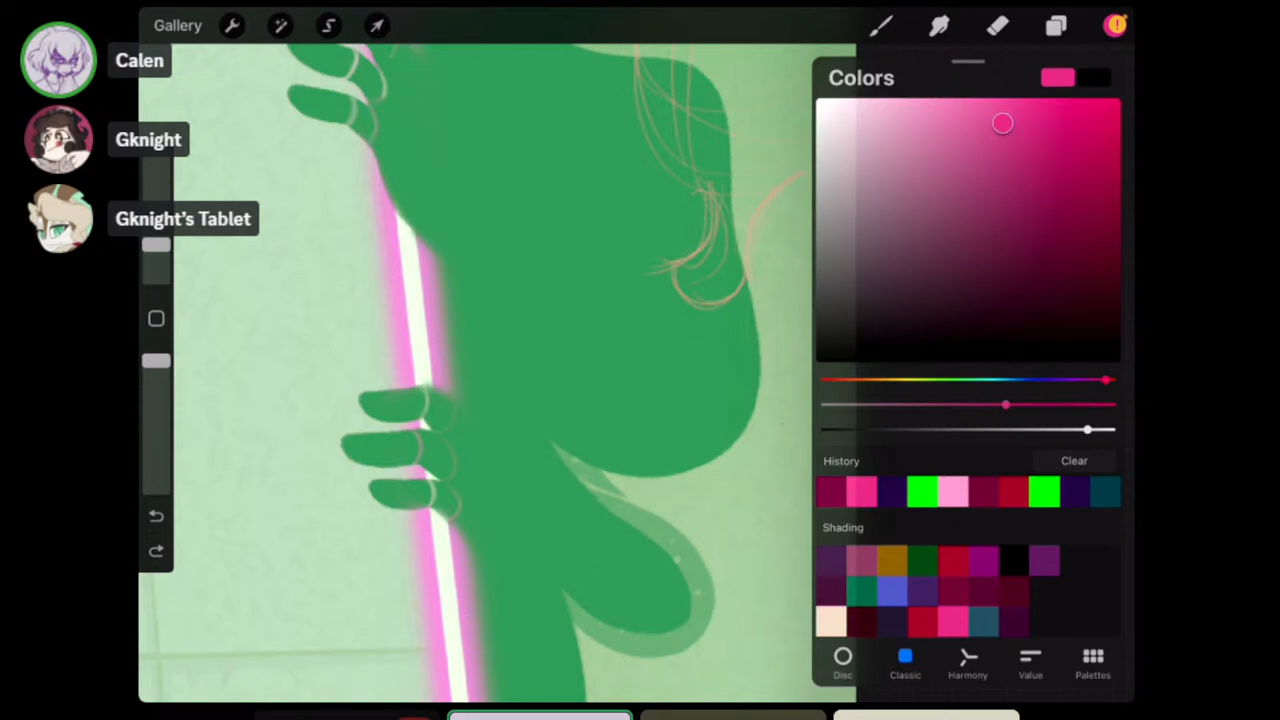 Gallery
Calen
Gknight
Gknight's Tablet
Colors
History
Clear
Shading
Disc
Classic
Harmony
Value
Palettes